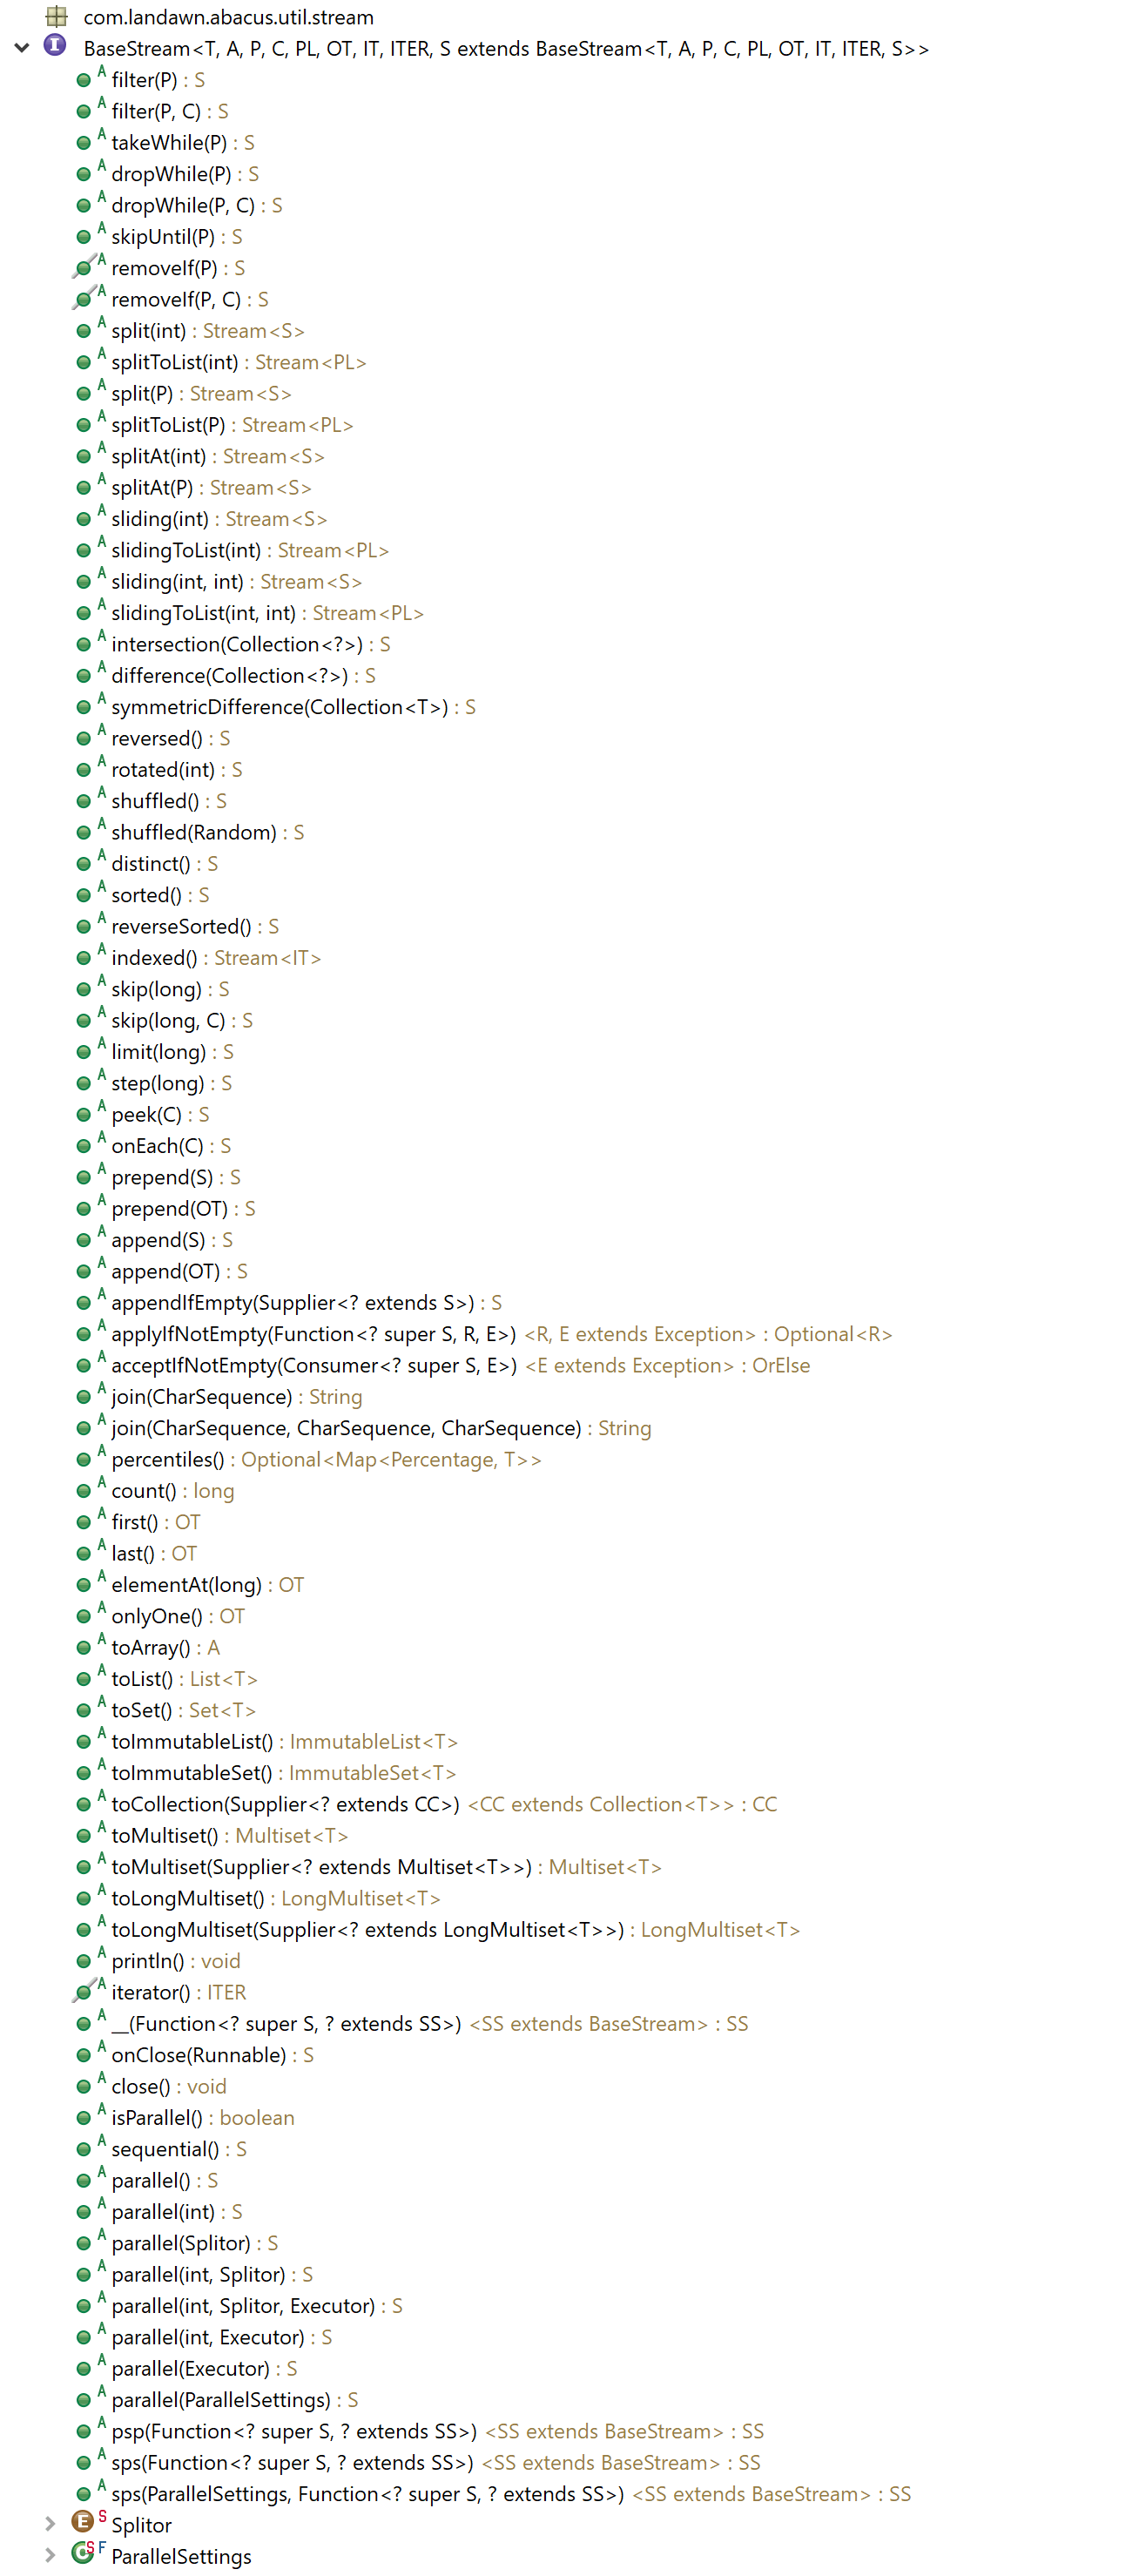 com.landawn.abacus.util.stream
I BaseStream<T, A, P, C, PL, OT, IT, ITER, S extends BaseStream<T, A, P, C, PL, OT, IT, ITER, S>>
A filter(P) : S
A filter(P, C) : S
A takeWhile(P) : S
A dropWhile(P) : S
A dropWhile(P, C) : S
A skipUntil(P) : S
A removeIf(P) : S
A removeIf(P, C) : S
A split(int) : Stream<S>
A splitToList(int) : Stream<PL>
A split(P) : Stream<S>
A splitToList(P) : Stream<PL>
A splitAt(int) : Stream<S>
A splitAt(P) : Stream<S>
A sliding(int) : Stream<S>
A slidingToList(int) : Stream<PL>
A sliding(int, int) : Stream<S>
A slidingToList(int, int) : Stream<PL>
A intersection(Collection<?>) : S
A difference(Collection<?>) : S
A symmetricDifference(Collection<T>) : S
A reversed() : S
A rotated(int) : S
A shuffled() : S
A shuffled(Random) : S
A distinct() : S
A sorted() : S
A reverseSorted() : S
A indexed() : Stream<IT>
A skip(long) : S
A skip(long, C) : S
A limit(long) : S
A step(long) : S
A peek(C) : S
A onEach(C) : S
A prepend(S) : S
A prepend(OT) : S
A append(S) : S
A append(OT) : S
A appendIfEmpty(Supplier<? extends S>) : S
A applyIfNotEmpty(Function<? super S, R, E>) <R, E extends Exception> : Optional<R>
A acceptIfNotEmpty(Consumer<? super S, E>) <E extends Exception> : OrElse
A join(CharSequence) : String
A join(CharSequence, CharSequence, CharSequence) : String
A percentiles() : Optional<Map<Percentage, T>>
A count() : long
A first() : OT
A last() : OT
A elementAt(long) : OT
A onlyOne() : OT
A toArray() : A
A toList() : List<T>
A toSet() : Set<T>
A toImmutableList() : ImmutableList<T>
A toImmutableSet() : ImmutableSet<T>
A toCollection(Supplier<? extends CC>) <CC extends Collection<T>> : CC
A toMultiset() : Multiset<T>
A toMultiset(Supplier<? extends Multiset<T>>) : Multiset<T>
A toLongMultiset() : LongMultiset<T>
A toLongMultiset(Supplier<? extends LongMultiset<T>>) : LongMultiset<T>
A println() : void
A iterator() : ITER
A __(Function<? super S, ? extends SS>) <SS extends BaseStream> : SS
A onClose(Runnable) : S
A close() : void
A isParallel() : boolean
A sequential() : S
A parallel() : S
A parallel(int) : S
A parallel(Splitor) : S
A parallel(int, Splitor) : S
A parallel(int, Splitor, Executor) : S
A parallel(int, Executor) : S
A parallel(Executor) : S
A parallel(ParallelSettings) : S
A psp(Function<? super S, ? extends SS>) <SS extends BaseStream> : SS
A sps(Function<? super S, ? extends SS>) <SS extends BaseStream> : SS
A sps(ParallelSettings, Function<? super S, ? extends SS>) <SS extends BaseStream> : SS
E S Splitor
C S F ParallelSettings